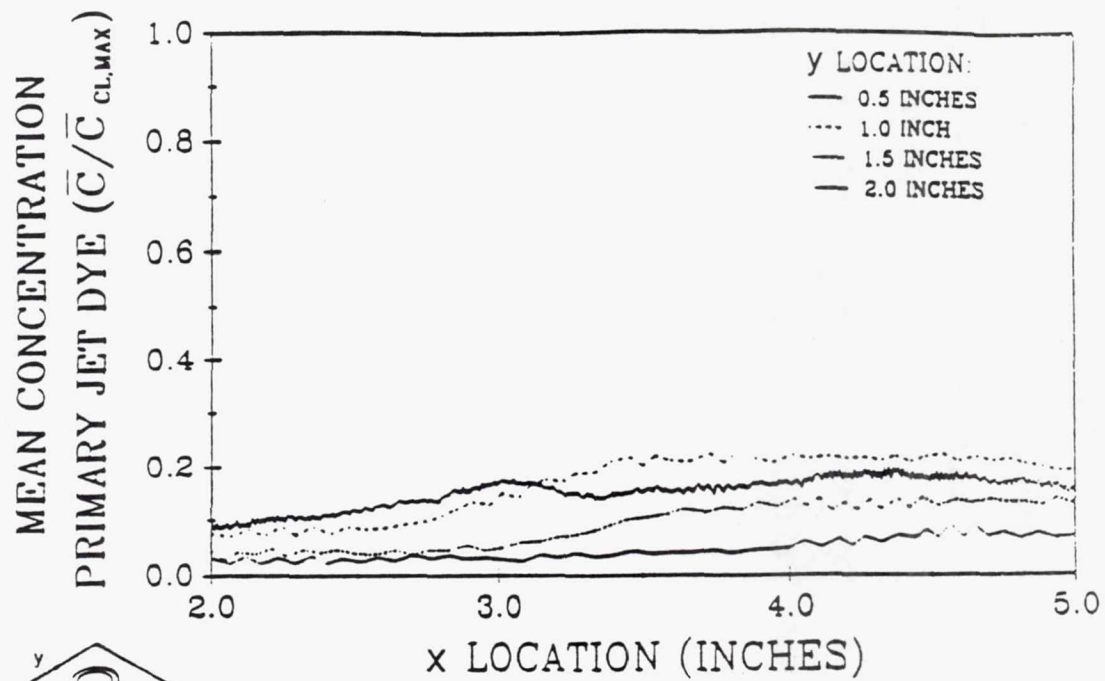 MEAN CONCENTRATION
PRIMARY JET DYE (C̅/C̅ CL,MAX)
1.0
0.8
0.6
0.4
0.2
0.0
2.0
3.0
4.0
5.0
x LOCATION (INCHES)
y LOCATION:
0.5 INCHES
1.0 INCH
1.5 INCHES
2.0 INCHES
y